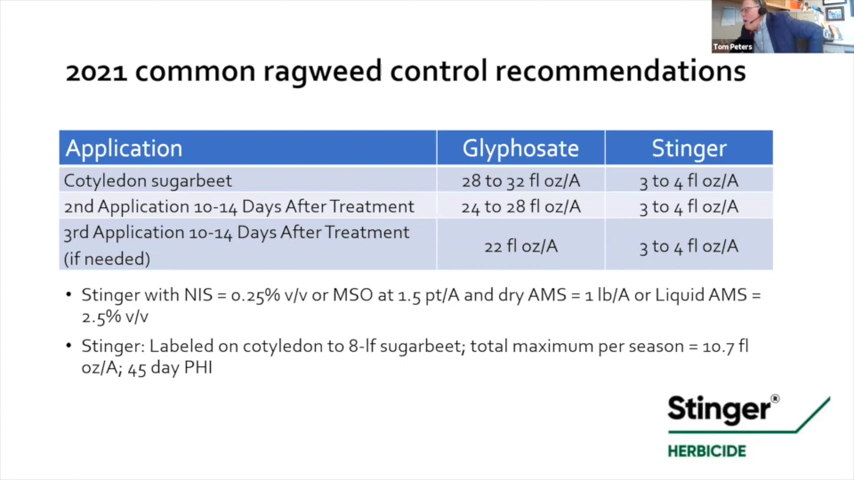 Tom Peters
2021 common ragweed control recommendations
Application Glyphosate Stinger
Cotyledon sugarbeet 28 to 32 fl oz/A 3 to 4 fl oz/A
2nd Application 10-14 Days After Treatment 24 to 28 fl oz/A 3 to 4 fl oz/A
3rd Application 10-14 Days After Treatment
(if needed) 22 fl oz/A 3 to 4 fl oz/A
• Stinger with NIS = 0.25% v/v or MSO at 1.5 pt/A and dry AMS = 1 lb/A or Liquid AMS =
2.5% v/v
• Stinger: Labeled on cotyledon to 8-lf sugarbeet; total maximum per season = 10.7 fl
oz/A; 45 day PHI
Stinger®
HERBICIDE